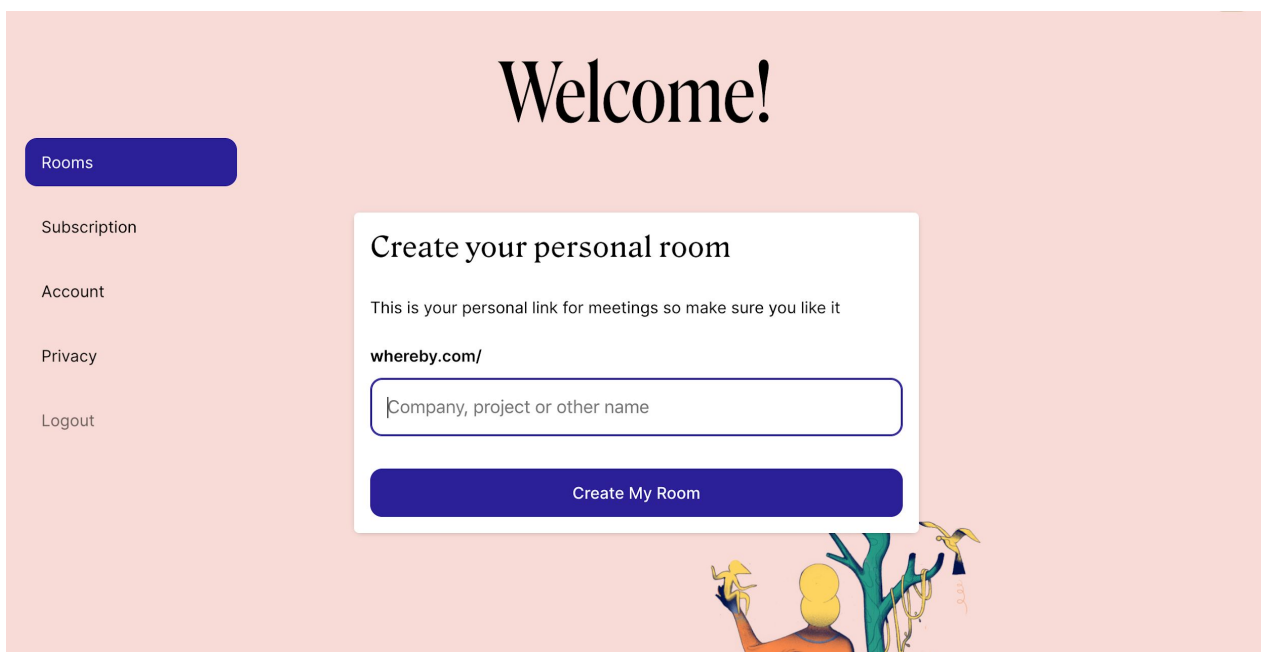 Welcome!
Rooms
Subscription
Account
Privacy
Logout
Create your personal room
This is your personal link for meetings so make sure you like it
whereby.com/
Company, project or other name
Create My Room